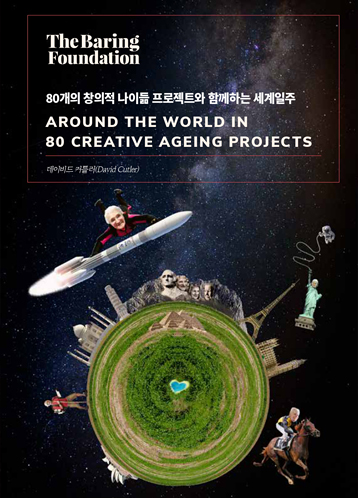 The Baring
Foundation
80개의 창의적 나이듦 프로젝트와 함께하는 세계일주
AROUND THE WORLD IN
80 CREATIVE AGEING PROJECTS
데이비드 커틀러(David Cutler)